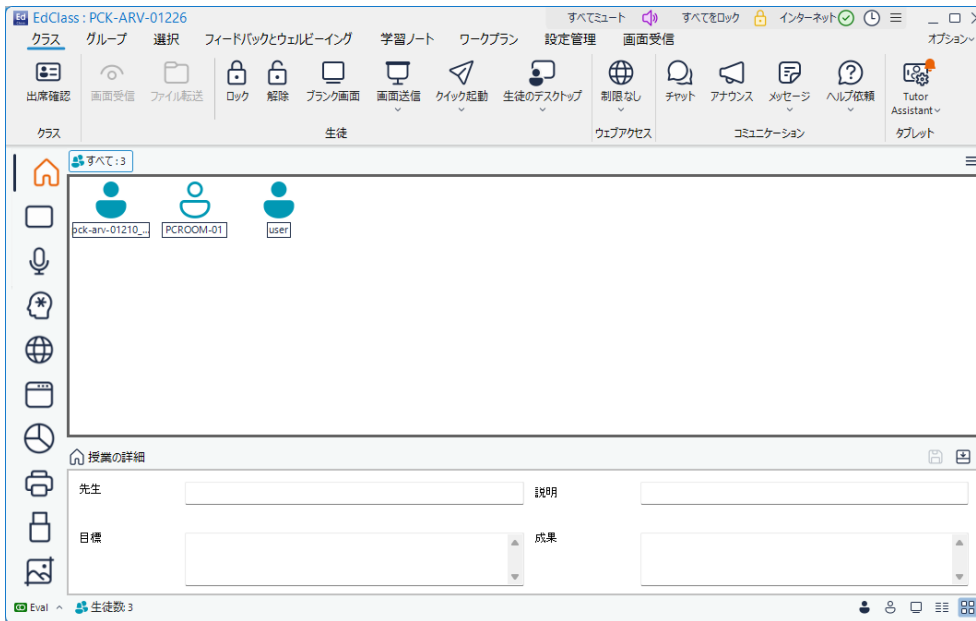 Ed EdClass : PCK-ARV-01226 すべてミュート すべてをロック インターネット
クラス グループ 選択 フィードバックとウェルビーイング 学習ノート ワークプラン 設定管理 画面受信 オプション
出席確認 画面受信 ファイル転送 ロック 解除 ブランク画面 画面送信 クイック起動 生徒のデスクトップ 制限なし チャット アナウンス メッセージ ヘルプ依頼 Tutor
Assistant
クラス 生徒 ウェブアクセス コミュニケーション タブレット
すべて : 3
pck-arv-01210_... PCROOM-01 user
授業の詳細
先生 説明
目標 成果
Eval 生徒数: 3